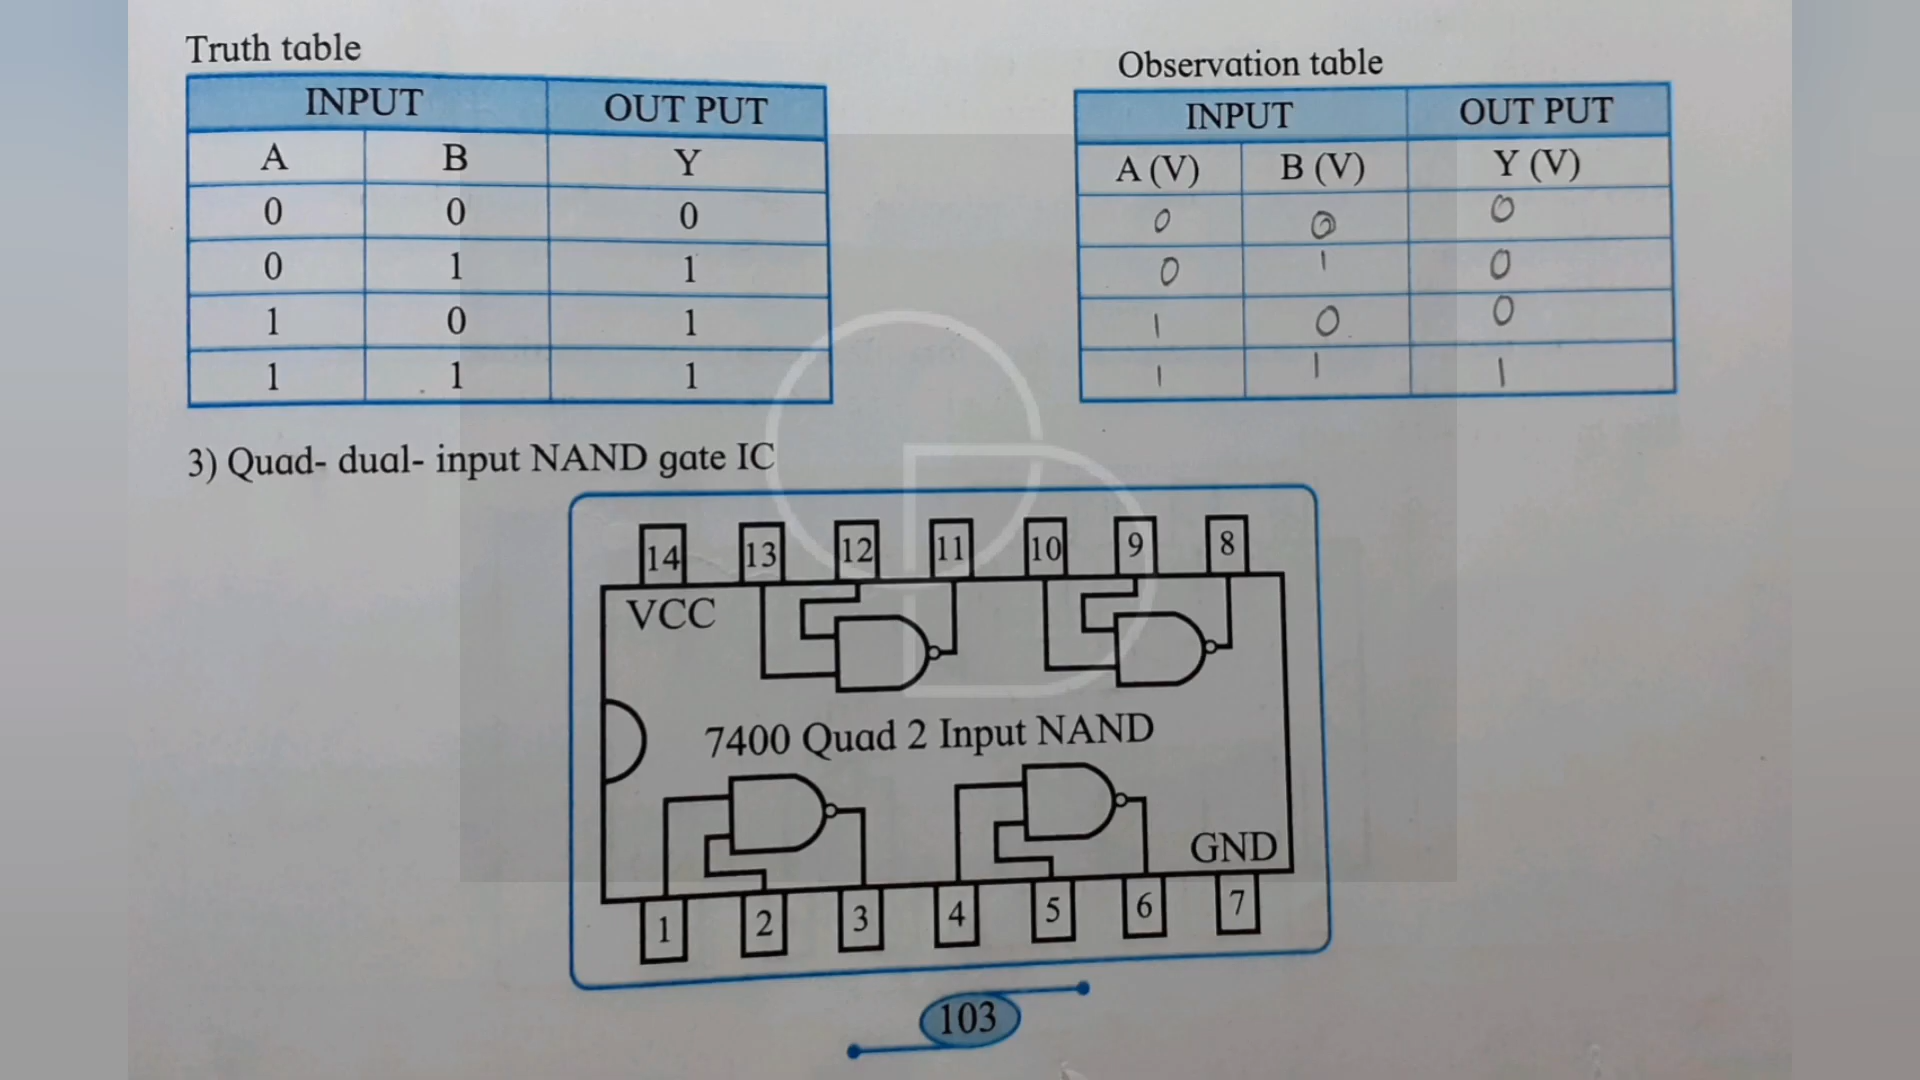 Truth table
INPUT OUT PUT
A B Y
0 0 0
0 1 1
1 0 1
1 1 1
Observation table
INPUT OUT PUT
A (V) B (V) Y (V)
0 0 0
0 1 0
1 0 0
1 1 1
3) Quad- dual- input NAND gate IC
14 13 12 11 10 9 8
VCC
7400 Quad 2 Input NAND
GND
1 2 3 4 5 6 7
103